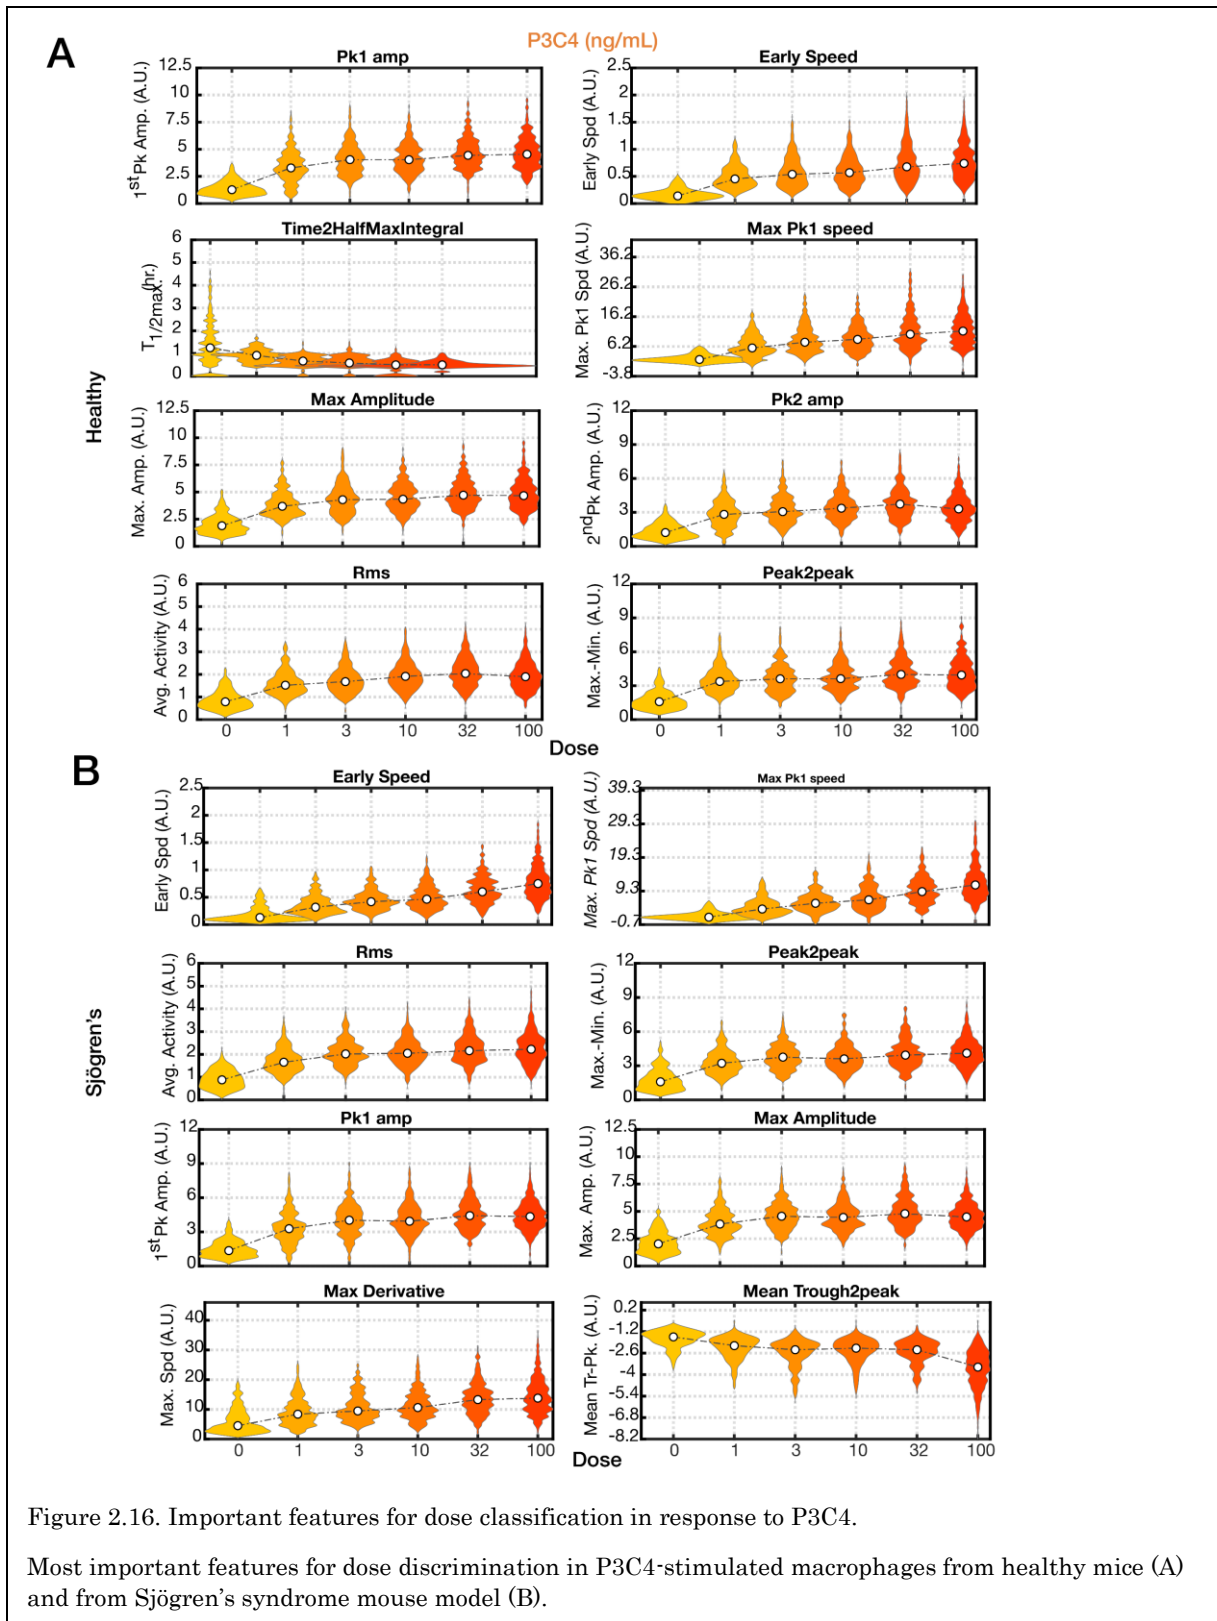 A
P3C4 (ng/mL)
Pk1 amp
1st Pk Amp. (A.U.)
12.5
10
7.5
5
2.5
0
Early Speed
Early Spd (A.U.)
2.5
2
1.5
1
0.5
0
Time2HalfMaxIntegral
T1/2max. (hr.)
6
5
4
3
2
1
0
Max Pk1 speed
Max. Pk1 Spd (A.U.)
36.2
26.2
16.2
6.2
-3.8
Healthy
Max Amplitude
Max. Amp. (A.U.)
12.5
10
7.5
5
2.5
0
Pk2 amp
2nd Pk Amp. (A.U.)
12
9
6
3
0
Rms
Avg. Activity (A.U.)
6
5
4
3
2
1
0
0 1 3 10 32 100
Peak2peak
Max.-Min. (A.U.)
12
9
6
3
0
0 1 3 10 32 100
Dose
B
Early Speed
Early Spd (A.U.)
2.5
2
1.5
1
0.5
0
Max Pk1 speed
Max. Pk1 Spd (A.U.)
39.3
29.3
19.3
9.3
-0.7
Sjögren's
Rms
Avg. Activity (A.U.)
6
5
4
3
2
1
0
Peak2peak
Max.-Min. (A.U.)
12
9
6
3
0
Pk1 amp
1st Pk Amp. (A.U.)
12
9
6
3
0
Max Amplitude
Max. Amp. (A.U.)
12.5
10
7.5
5
2.5
0
Max Derivative
Max. Spd (A.U.)
40
30
20
10
0
0 1 3 10 32 100
Mean Trough2peak
Mean Tr-Pk. (A.U.)
0.2
-1.2
-2.6
-4
-5.4
-6.8
-8.2
0 1 3 10 32 100
Dose
Figure 2.16. Important features for dose classification in response to P3C4.
Most important features for dose discrimination in P3C4-stimulated macrophages from healthy mice (A)
and from Sjögren's syndrome mouse model (B).